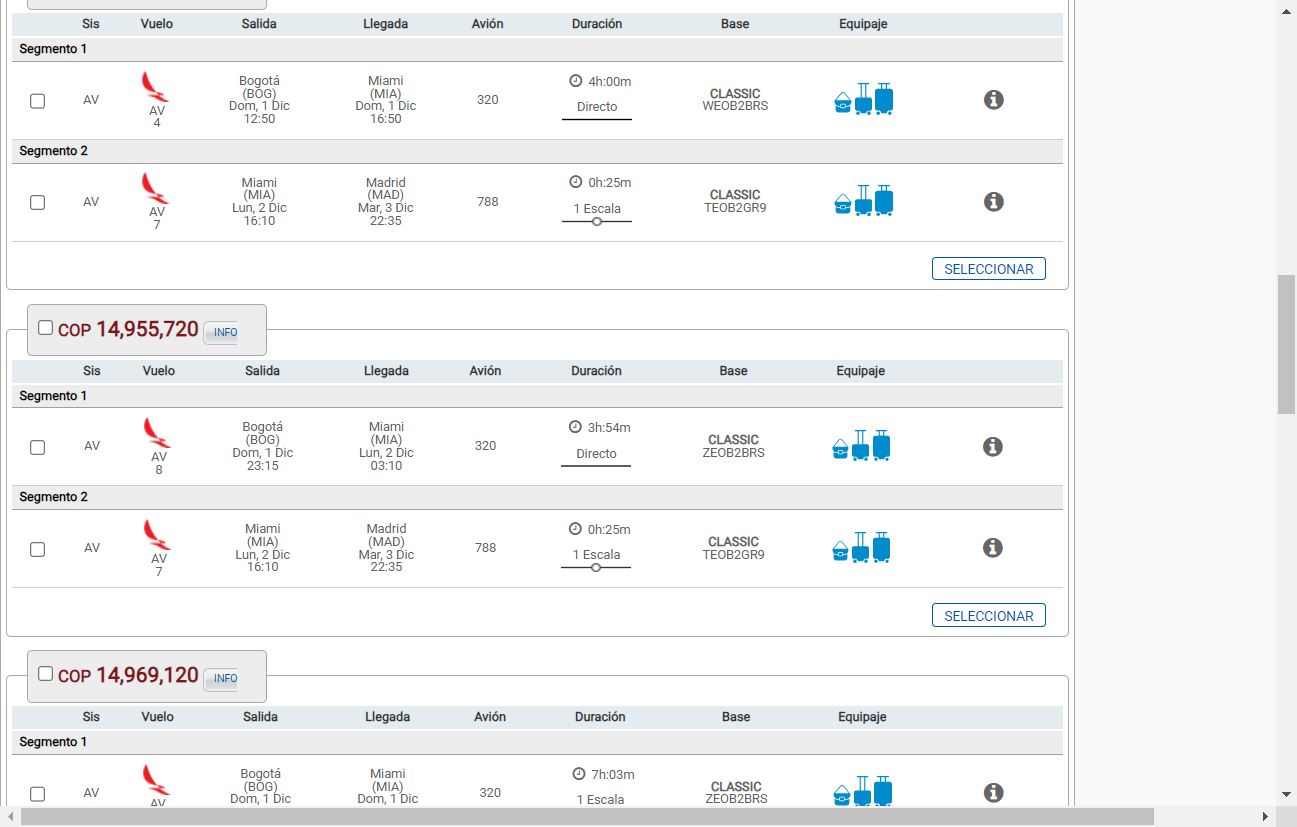 Sis Vuelo Salida Llegada Avión Duración Base Equipaje
Segmento 1
AV
AV
4
Bogotá
(BOG)
Dom, 1 Dic
12:50
Miami
(MIA)
Dom, 1 Dic
16:50
320
4h:00m
Directo
CLASSIC
WEOB2BRS
Segmento 2
AV
AV
7
Miami
(MIA)
Lun, 2 Dic
16:10
Madrid
(MAD)
Mar, 3 Dic
22:35
788
0h:25m
1 Escala
CLASSIC
TEOB2GR9
SELECCIONAR
COP 14,955,720 INFO
Sis Vuelo Salida Llegada Avión Duración Base Equipaje
Segmento 1
AV
AV
8
Bogotá
(BOG)
Dom, 1 Dic
23:15
Miami
(MIA)
Lun, 2 Dic
03:10
320
3h:54m
Directo
CLASSIC
ZEOB2BRS
Segmento 2
AV
AV
7
Miami
(MIA)
Lun, 2 Dic
16:10
Madrid
(MAD)
Mar, 3 Dic
22:35
788
0h:25m
1 Escala
CLASSIC
TEOB2GR9
SELECCIONAR
COP 14,969,120 INFO
Sis Vuelo Salida Llegada Avión Duración Base Equipaje
Segmento 1
AV
AV
Bogotá
(BOG)
Dom, 1 Dic
Miami
(MIA)
Dom, 1 Dic
320
7h:03m
1 Escala
CLASSIC
ZEOB2BRS